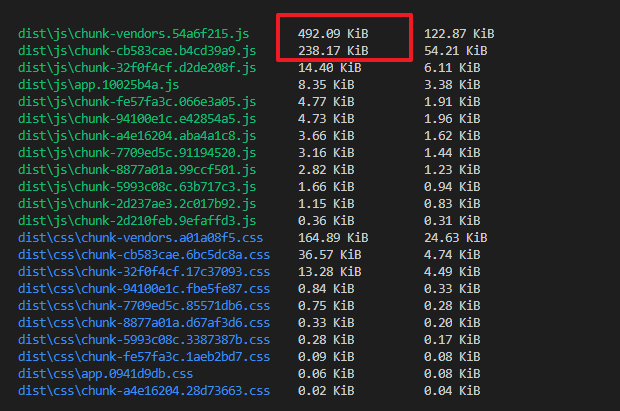 dist\js\chunk-vendors.54a6f215.js 492.09 KiB 122.87 KiB
dist\js\chunk-cb583cae.b4cd39a9.js 238.17 KiB 54.21 KiB
dist\js\chunk-32f0f4cf.d2de208f.js 14.40 KiB 6.11 KiB
dist\js\app.10025b4a.js 8.35 KiB 3.38 KiB
dist\js\chunk-fe57fa3c.066e3a05.js 4.77 KiB 1.91 KiB
dist\js\chunk-94100e1c.e42854a5.js 4.73 KiB 1.96 KiB
dist\js\chunk-a4e16204.aba4a1c8.js 3.66 KiB 1.62 KiB
dist\js\chunk-7709ed5c.91194520.js 3.16 KiB 1.44 KiB
dist\js\chunk-8877a01a.99ccf501.js 2.82 KiB 1.23 KiB
dist\js\chunk-5993c08c.63b717c3.js 1.66 KiB 0.94 KiB
dist\js\chunk-2d237ae3.2c017b92.js 1.15 KiB 0.83 KiB
dist\js\chunk-2d210feb.9efaffd3.js 0.36 KiB 0.31 KiB
dist\css\chunk-vendors.a01a08f5.css 164.89 KiB 24.63 KiB
dist\css\chunk-cb583cae.6bc5dc8a.css 36.57 KiB 4.74 KiB
dist\css\chunk-32f0f4cf.17c37093.css 13.28 KiB 4.49 KiB
dist\css\chunk-94100e1c.fbe5fe87.css 0.84 KiB 0.33 KiB
dist\css\chunk-7709ed5c.85571db6.css 0.75 KiB 0.28 KiB
dist\css\chunk-8877a01a.d67af3d6.css 0.33 KiB 0.20 KiB
dist\css\chunk-5993c08c.3387387b.css 0.28 KiB 0.17 KiB
dist\css\chunk-fe57fa3c.1aeb2bd7.css 0.09 KiB 0.08 KiB
dist\css\app.0941d9db.css 0.06 KiB 0.08 KiB
dist\css\chunk-a4e16204.28d73663.css 0.02 KiB 0.04 KiB